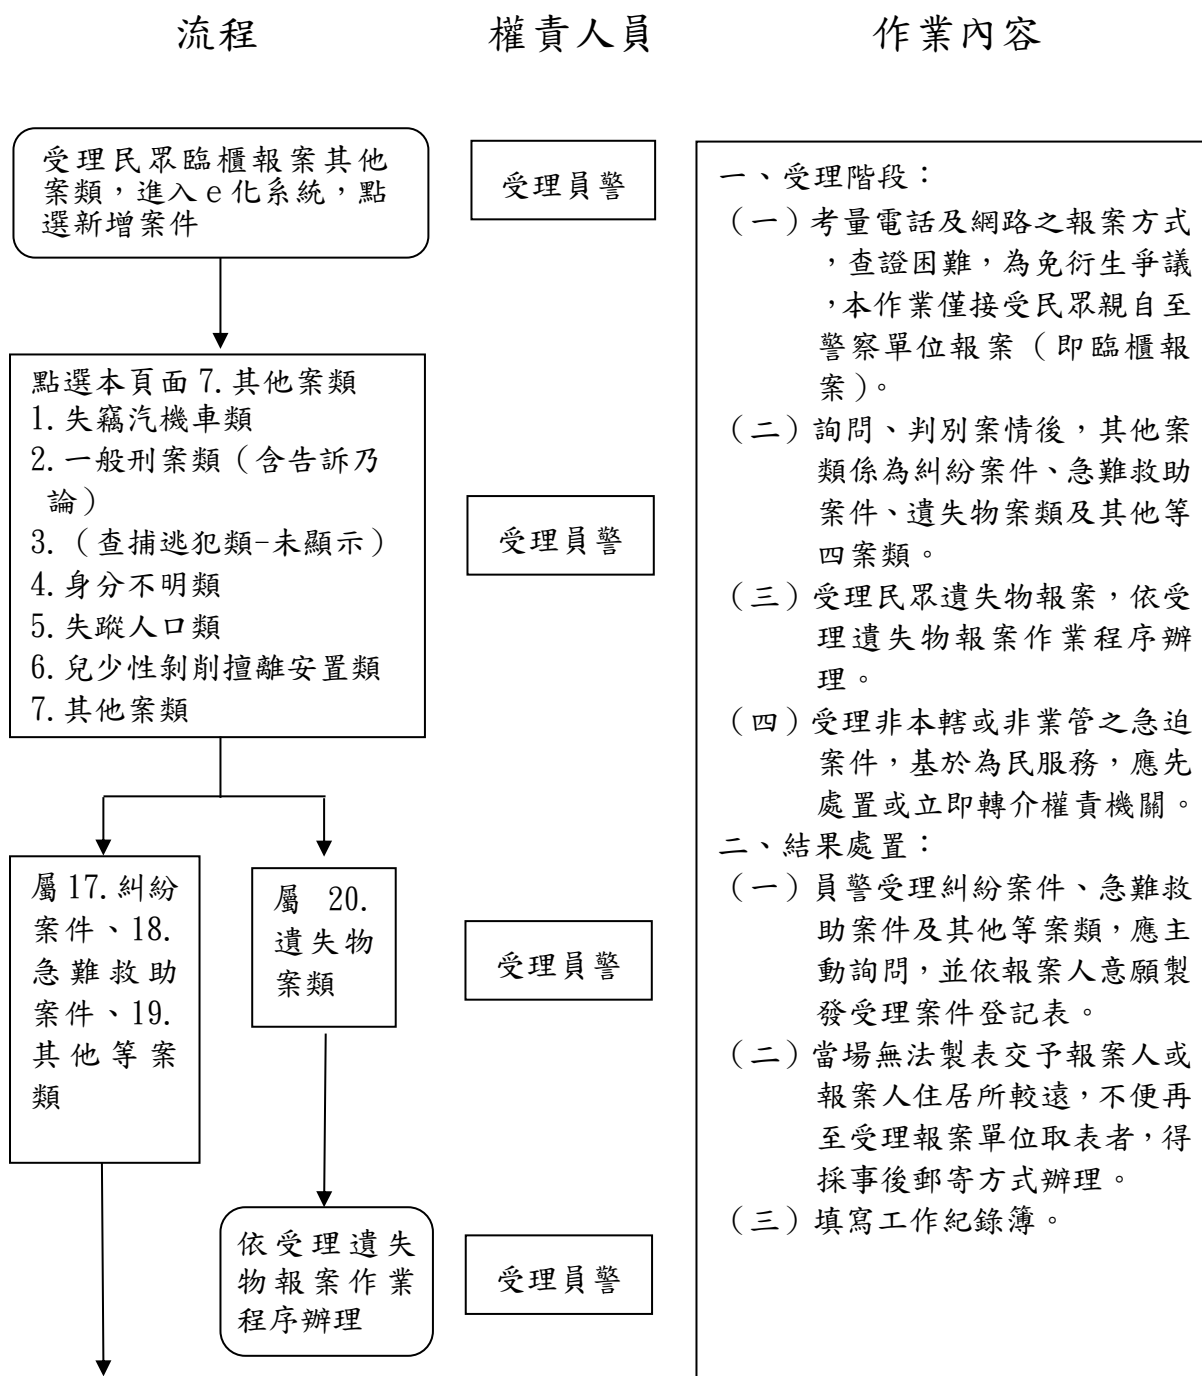 流程
權責人員
作業內容
受理民眾臨櫃報案其他
案類，進入e化系統，點
選新增案件
受理員警
點選本頁面7.其他案類
1.失竊汽機車類
2.一般刑案類（含告訴乃
論）
3.（查捕逃犯類-未顯示）
4.身分不明類
5.失蹤人口類
6.兒少性剝削擅離安置類
7.其他案類
受理員警
屬17.糾紛
案件、18.
急難救助
案件、19.
其他等案
類
屬 20.
遺失物
案類
受理員警
依受理遺失
物報案作業
程序辦理
受理員警
一、受理階段：
（一）考量電話及網路之報案方式
，查證困難，為免衍生爭議
，本作業僅接受民眾親自至
警察單位報案（即臨櫃報
案）。
（二）詢問、判別案情後，其他案
類係為糾紛案件、急難救助
案件、遺失物案類及其他等
四案類。
（三）受理民眾遺失物報案，依受
理遺失物報案作業程序辦
理。
（四）受理非本轄或非業管之急迫
案件，基於為民服務，應先
處置或立即轉介權責機關。
二、結果處置：
（一）員警受理糾紛案件、急難救
助案件及其他等案類，應主
動詢問，並依報案人意願製
發受理案件登記表。
（二）當場無法製表交予報案人或
報案人住居所較遠，不便再
至受理報案單位取表者，得
採事後郵寄方式辦理。
（三）填寫工作紀錄簿。